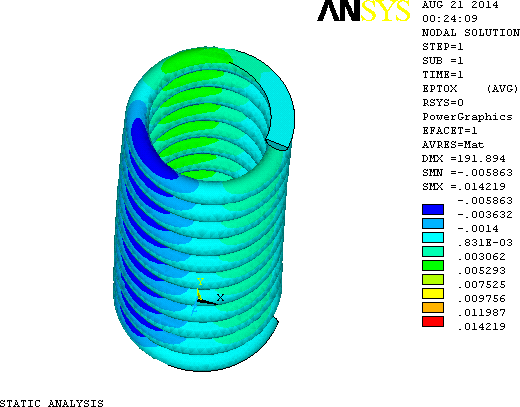 ANSYS
AUG 21 2014
00:24:09
NODAL SOLUTION
STEP=1
SUB =1
TIME=1
EPTOX    (AVG)
RSYS=0
PowerGraphics
EFACET=1
AVRES=Mat
DMX =191.894
SMN =-.005863
SMX =.014219
-.005863
-.003632
-.0014
.831E-03
.003062
.005293
.007525
.009756
.011987
.014219
Y
X
STATIC ANALYSIS